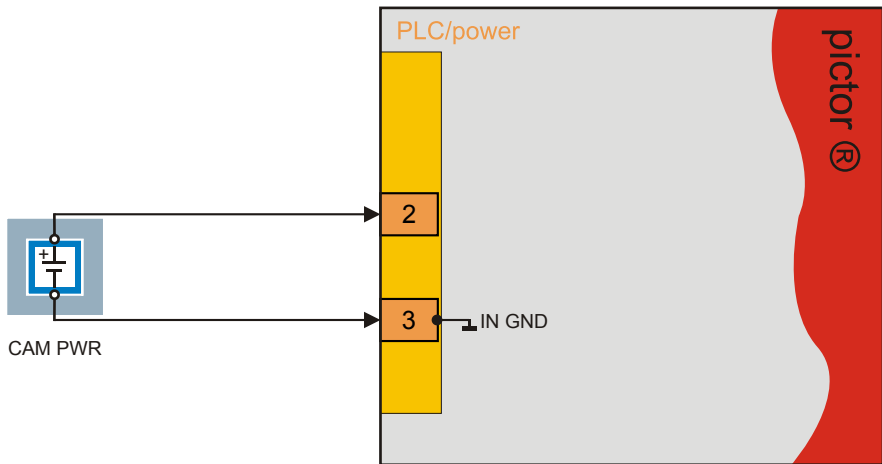 PLC/power
pictor ®
2
+
3
IN GND
CAM PWR